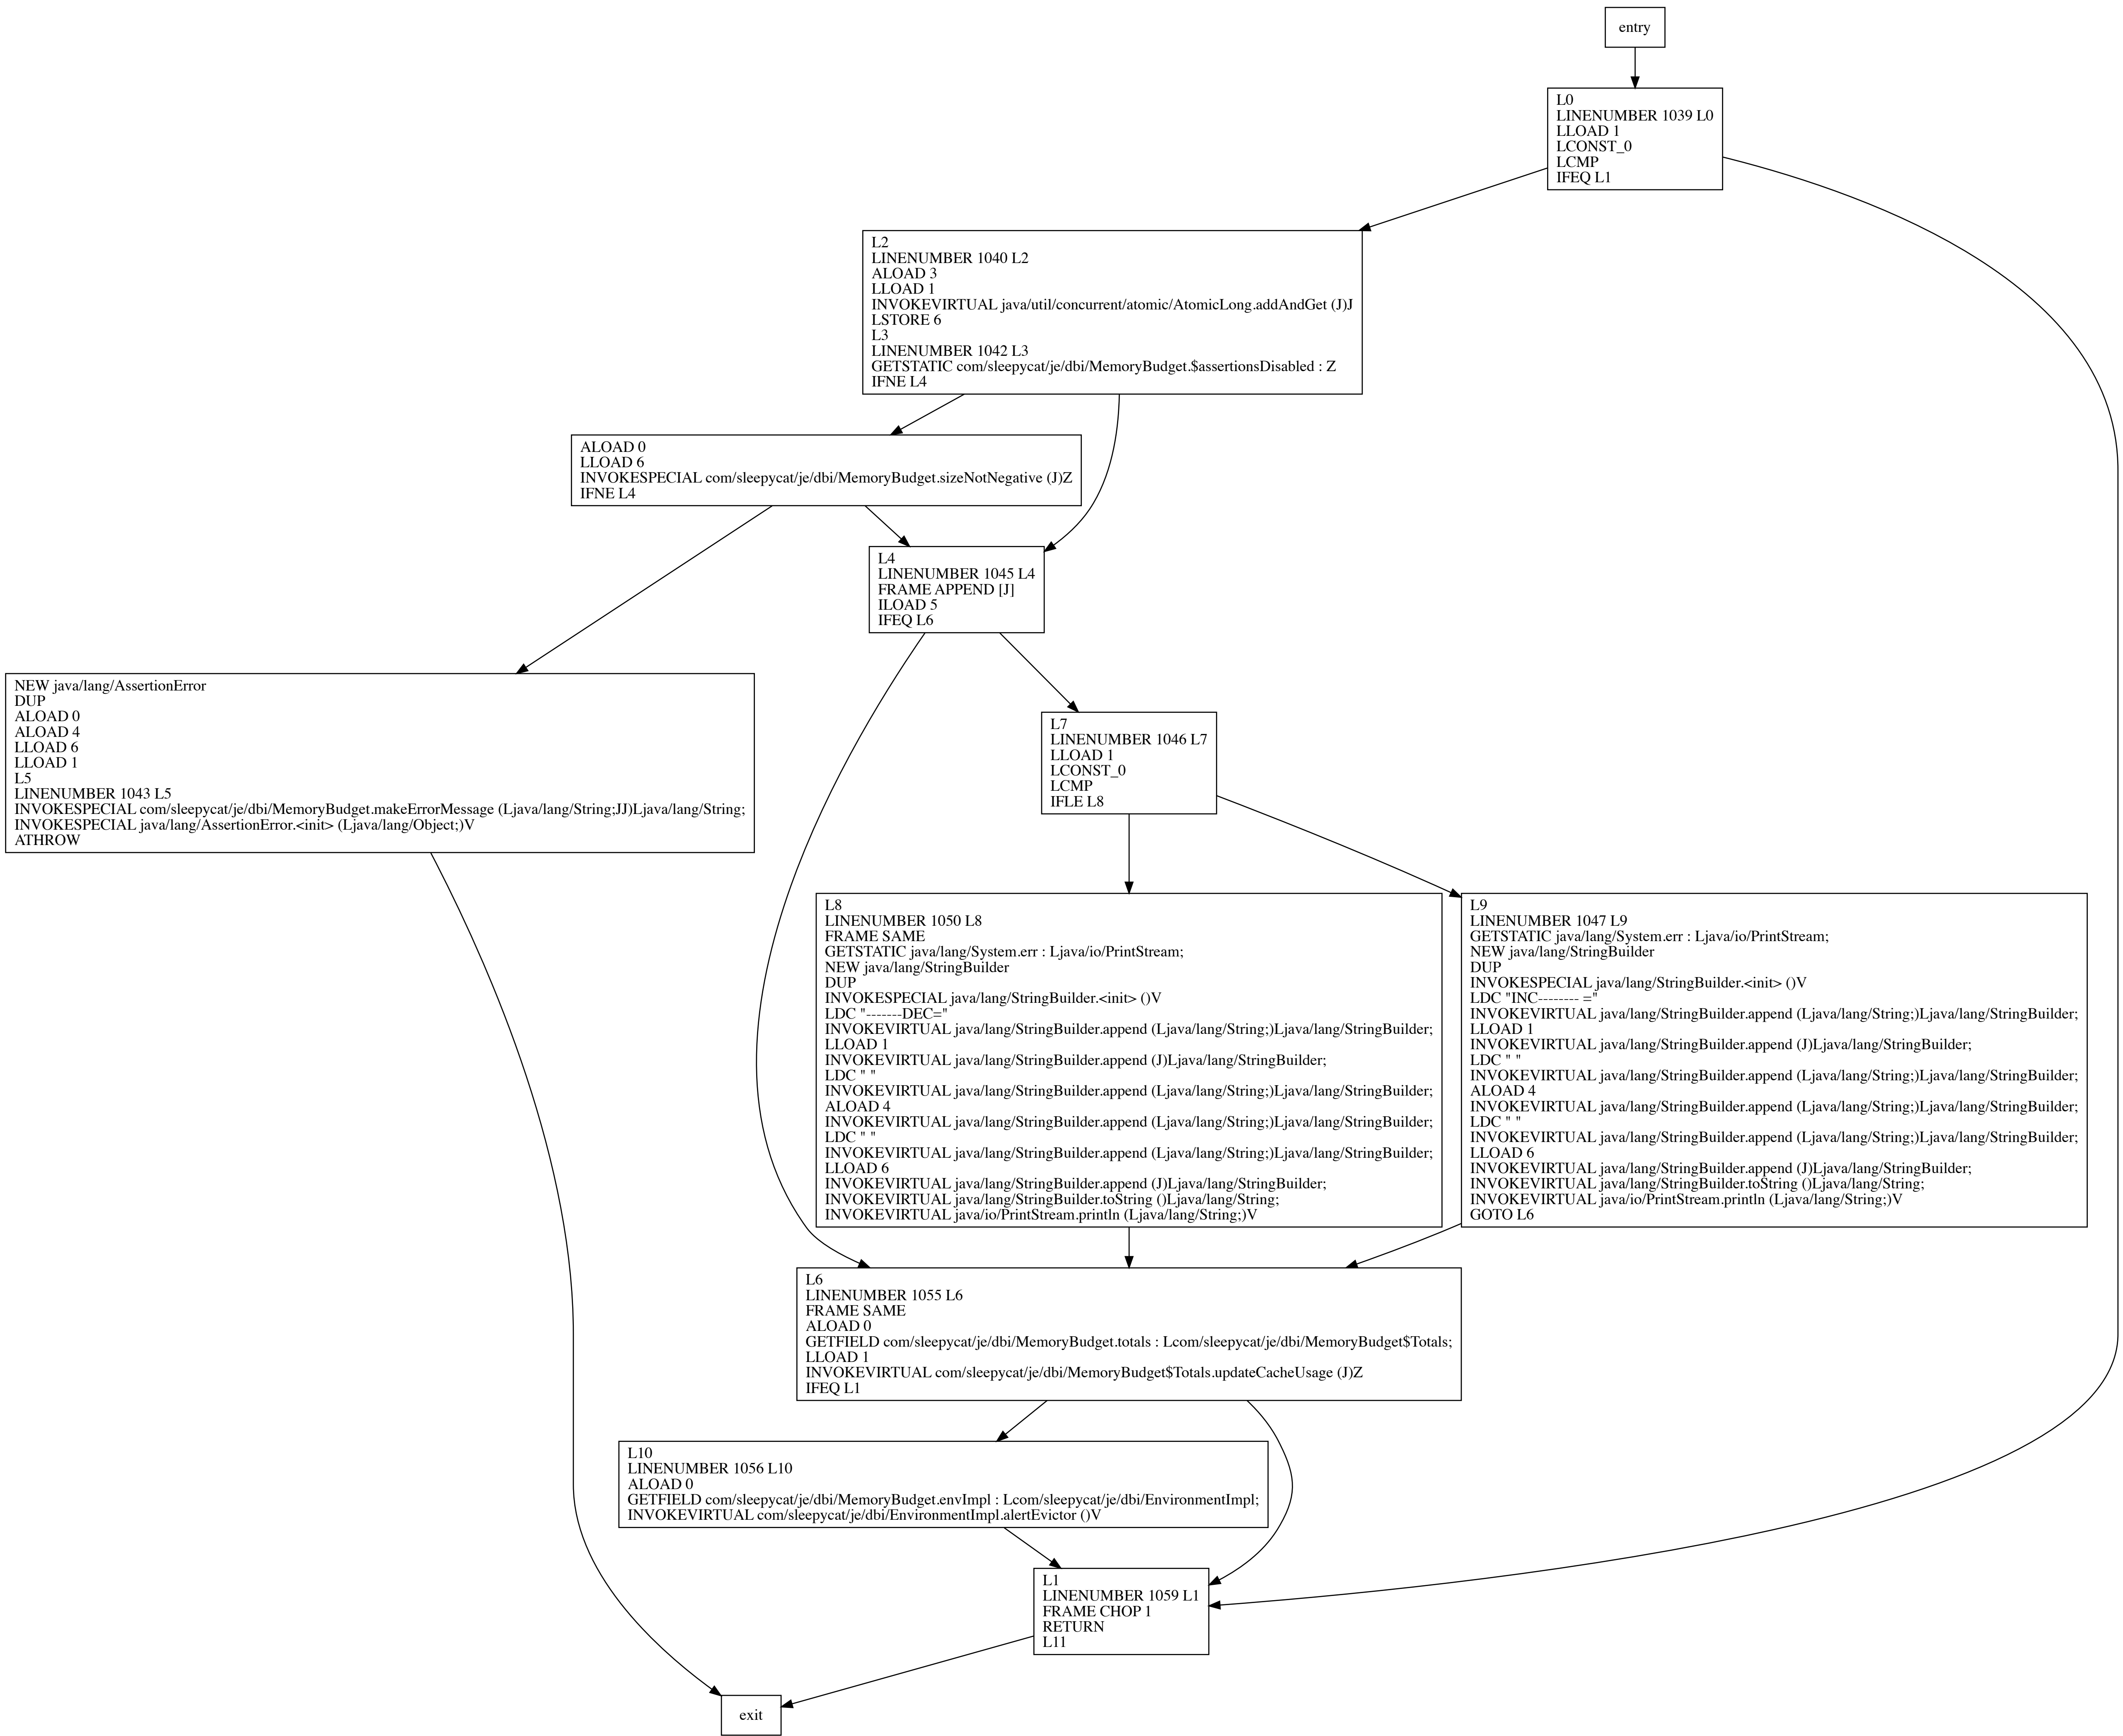 entry
L0
LINENUMBER 1039 L0
LLOAD 1
LCONST_0
LCMP
IFEQ L1
L2
LINENUMBER 1040 L2
ALOAD 3
LLOAD 1
INVOKEVIRTUAL java/util/concurrent/atomic/AtomicLong.addAndGet (J)J
LSTORE 6
L3
LINENUMBER 1042 L3
GETSTATIC com/sleepycat/je/dbi/MemoryBudget.$assertionsDisabled : Z
IFNE L4
ALOAD 0
LLOAD 6
INVOKESPECIAL com/sleepycat/je/dbi/MemoryBudget.sizeNotNegative (J)Z
IFNE L4
L4
LINENUMBER 1045 L4
FRAME APPEND [J]
ILOAD 5
IFEQ L6
NEW java/lang/AssertionError
DUP
ALOAD 0
ALOAD 4
LLOAD 6
LLOAD 1
L5
LINENUMBER 1043 L5
INVOKESPECIAL com/sleepycat/je/dbi/MemoryBudget.makeErrorMessage (Ljava/lang/String;JJ)Ljava/lang/String;
INVOKESPECIAL java/lang/AssertionError.<init> (Ljava/lang/Object;)V
ATHROW
L7
LINENUMBER 1046 L7
LLOAD 1
LCONST_0
LCMP
IFLE L8
L8
LINENUMBER 1050 L8
FRAME SAME
GETSTATIC java/lang/System.err : Ljava/io/PrintStream;
NEW java/lang/StringBuilder
DUP
INVOKESPECIAL java/lang/StringBuilder.<init> ()V
LDC "-------DEC="
INVOKEVIRTUAL java/lang/StringBuilder.append (Ljava/lang/String;)Ljava/lang/StringBuilder;
LLOAD 1
INVOKEVIRTUAL java/lang/StringBuilder.append (J)Ljava/lang/StringBuilder;
LDC " "
INVOKEVIRTUAL java/lang/StringBuilder.append (Ljava/lang/String;)Ljava/lang/StringBuilder;
ALOAD 4
INVOKEVIRTUAL java/lang/StringBuilder.append (Ljava/lang/String;)Ljava/lang/StringBuilder;
LDC " "
INVOKEVIRTUAL java/lang/StringBuilder.append (Ljava/lang/String;)Ljava/lang/StringBuilder;
LLOAD 6
INVOKEVIRTUAL java/lang/StringBuilder.append (J)Ljava/lang/StringBuilder;
INVOKEVIRTUAL java/lang/StringBuilder.toString ()Ljava/lang/String;
INVOKEVIRTUAL java/io/PrintStream.println (Ljava/lang/String;)V
L9
LINENUMBER 1047 L9
GETSTATIC java/lang/System.err : Ljava/io/PrintStream;
NEW java/lang/StringBuilder
DUP
INVOKESPECIAL java/lang/StringBuilder.<init> ()V
LDC "INC-------- ="
INVOKEVIRTUAL java/lang/StringBuilder.append (Ljava/lang/String;)Ljava/lang/StringBuilder;
LLOAD 1
INVOKEVIRTUAL java/lang/StringBuilder.append (J)Ljava/lang/StringBuilder;
LDC " "
INVOKEVIRTUAL java/lang/StringBuilder.append (Ljava/lang/String;)Ljava/lang/StringBuilder;
ALOAD 4
INVOKEVIRTUAL java/lang/StringBuilder.append (Ljava/lang/String;)Ljava/lang/StringBuilder;
LDC " "
INVOKEVIRTUAL java/lang/StringBuilder.append (Ljava/lang/String;)Ljava/lang/StringBuilder;
LLOAD 6
INVOKEVIRTUAL java/lang/StringBuilder.append (J)Ljava/lang/StringBuilder;
INVOKEVIRTUAL java/lang/StringBuilder.toString ()Ljava/lang/String;
INVOKEVIRTUAL java/io/PrintStream.println (Ljava/lang/String;)V
GOTO L6
L6
LINENUMBER 1055 L6
FRAME SAME
ALOAD 0
GETFIELD com/sleepycat/je/dbi/MemoryBudget.totals : Lcom/sleepycat/je/dbi/MemoryBudget$Totals;
LLOAD 1
INVOKEVIRTUAL com/sleepycat/je/dbi/MemoryBudget$Totals.updateCacheUsage (J)Z
IFEQ L1
L10
LINENUMBER 1056 L10
ALOAD 0
GETFIELD com/sleepycat/je/dbi/MemoryBudget.envImpl : Lcom/sleepycat/je/dbi/EnvironmentImpl;
INVOKEVIRTUAL com/sleepycat/je/dbi/EnvironmentImpl.alertEvictor ()V
L1
LINENUMBER 1059 L1
FRAME CHOP 1
RETURN
L11
exit